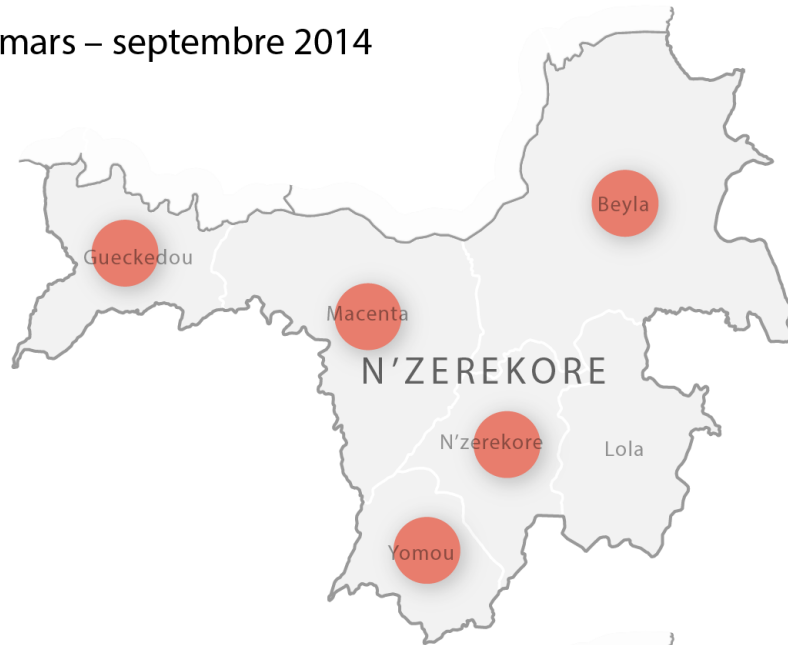 mars – septembre 2014
Beyla
Gueckedou
Macenta
N’ZEREKORE
N’zerekore
Lola
Yomou